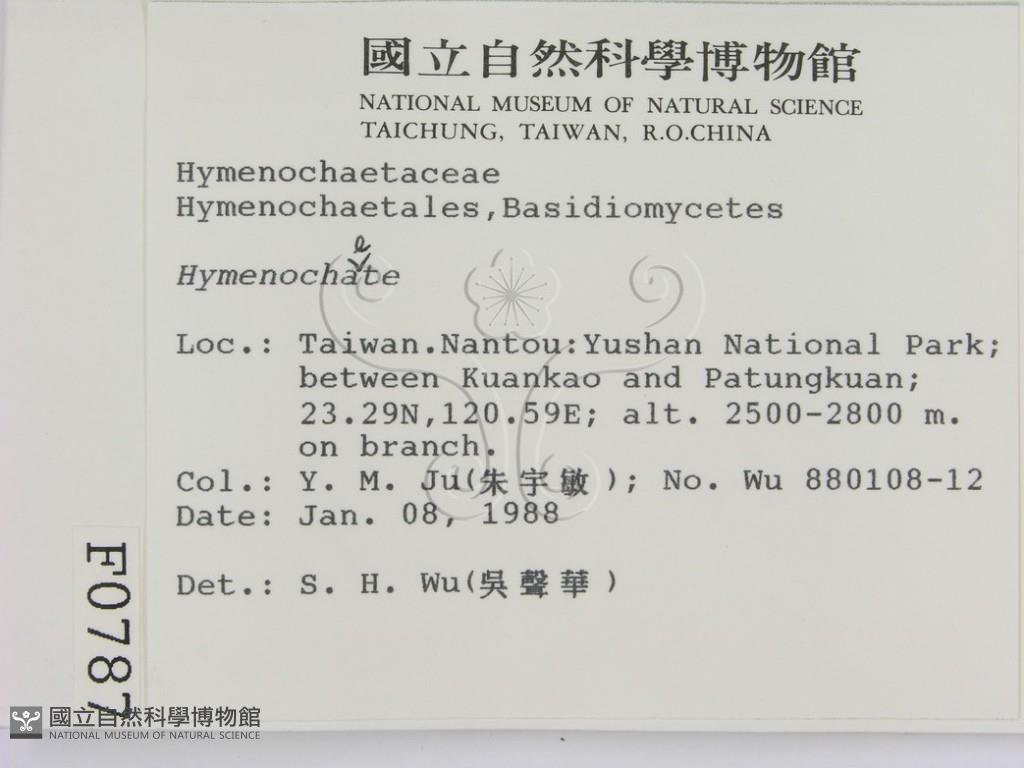 國立自然科學博物館
NATIONAL MUSEUM OF NATURAL SCIENCE
TAICHUNG, TAIWAN, R.O.CHINA
Hymenochaetaceae
Hymenochaetales,Basidiomycetes
e
Hymenochate
Loc.: Taiwan.Nantou:Yushan National Park;
between Kuankao and Patungkuan;
23.29N,120.59E; alt. 2500-2800 m.
on branch.
Col.: Y. M. Ju(朱宇敏); No. Wu 880108-12
Date: Jan. 08, 1988
Det.: S. H. Wu(吳聲華)
F0787
國立自然科學博物館
NATIONAL MUSEUM OF NATURAL SCIENCE